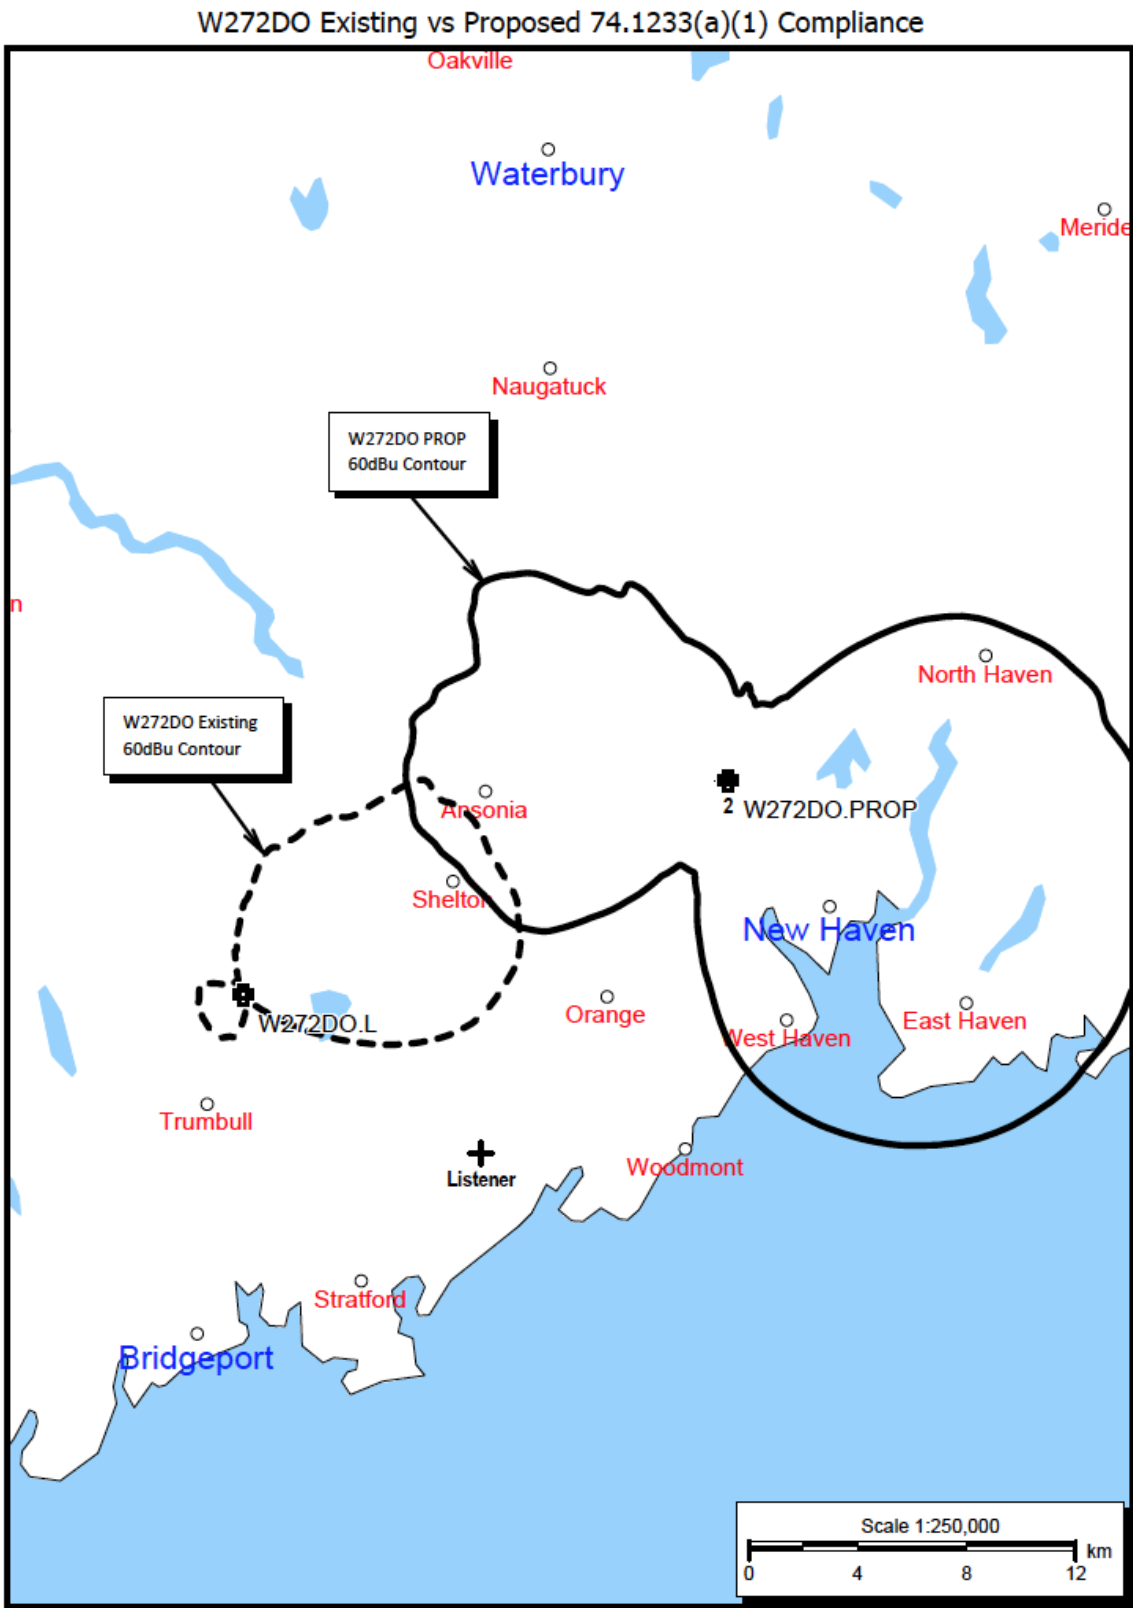 W272DO Existing vs Proposed 74.1233(a)(1) Compliance
Oakville
Waterbury
Meride
Naugatuck
W272DO PROP
60dBu Contour
n
North Haven
W272DO Existing
60dBu Contour
Ansonia
2 W272DO.PROP
Shelton
New Haven
Orange
W272DO.L
West Haven
East Haven
Trumbull
Woodmont
Listener
Stratford
Bridgeport
Scale 1:250,000
km
0 4 8 12